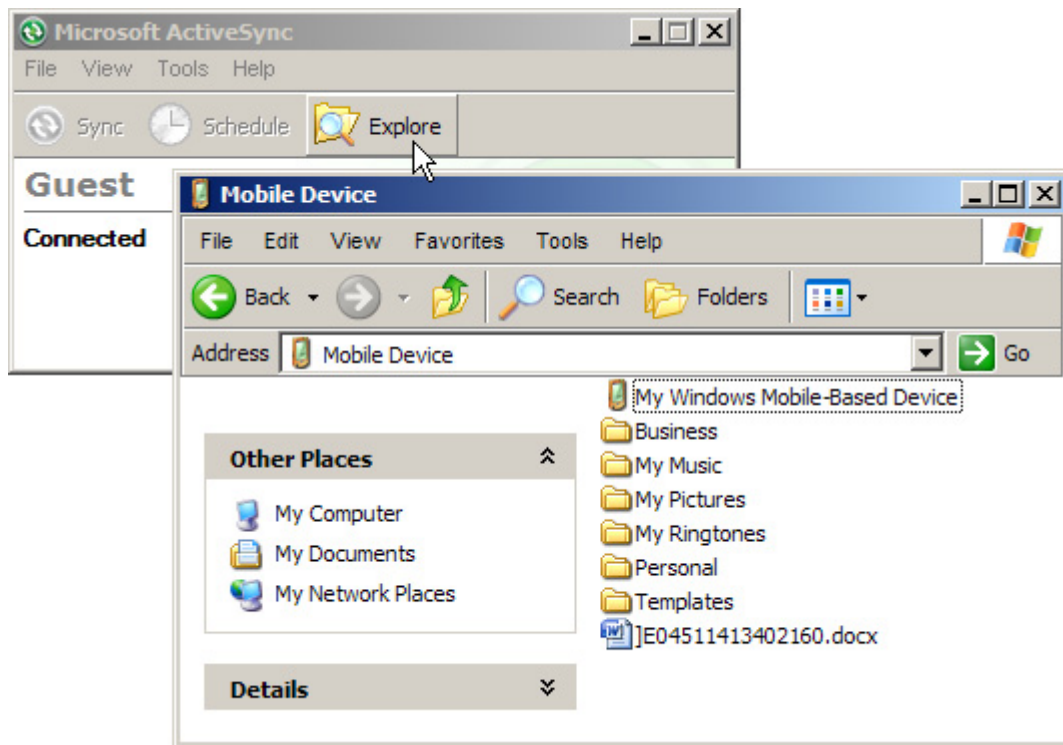 Microsoft ActiveSync
File View Tools Help
Sync Schedule Explore
Guest
Connected
Mobile Device
File Edit View Favorites Tools Help
Back Search Folders
Address Mobile Device Go
Other Places
My Computer
My Documents
My Network Places
Details
My Windows Mobile-Based Device
Business
My Music
My Pictures
My Ringtones
Personal
Templates
]E04511413402160.docx